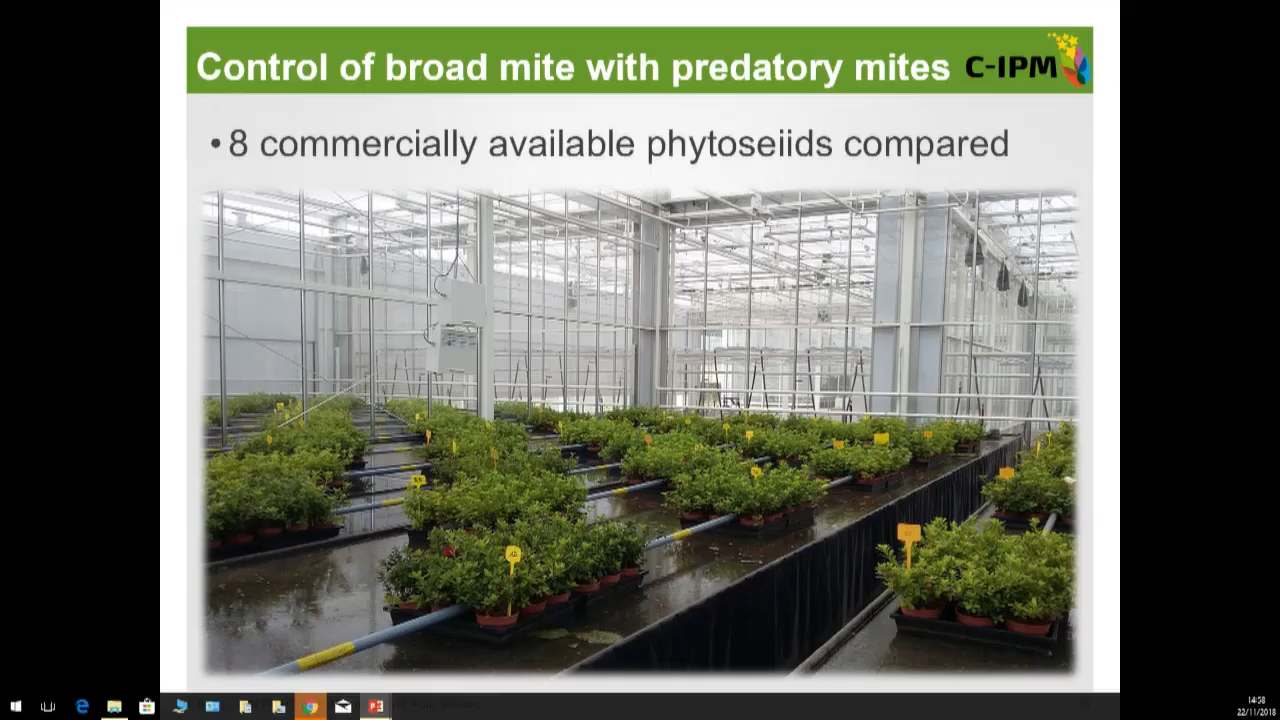 Control of broad mite with predatory mites
C-IPM
• 8 commercially available phytoseiids compared
14:58
22/11/2018